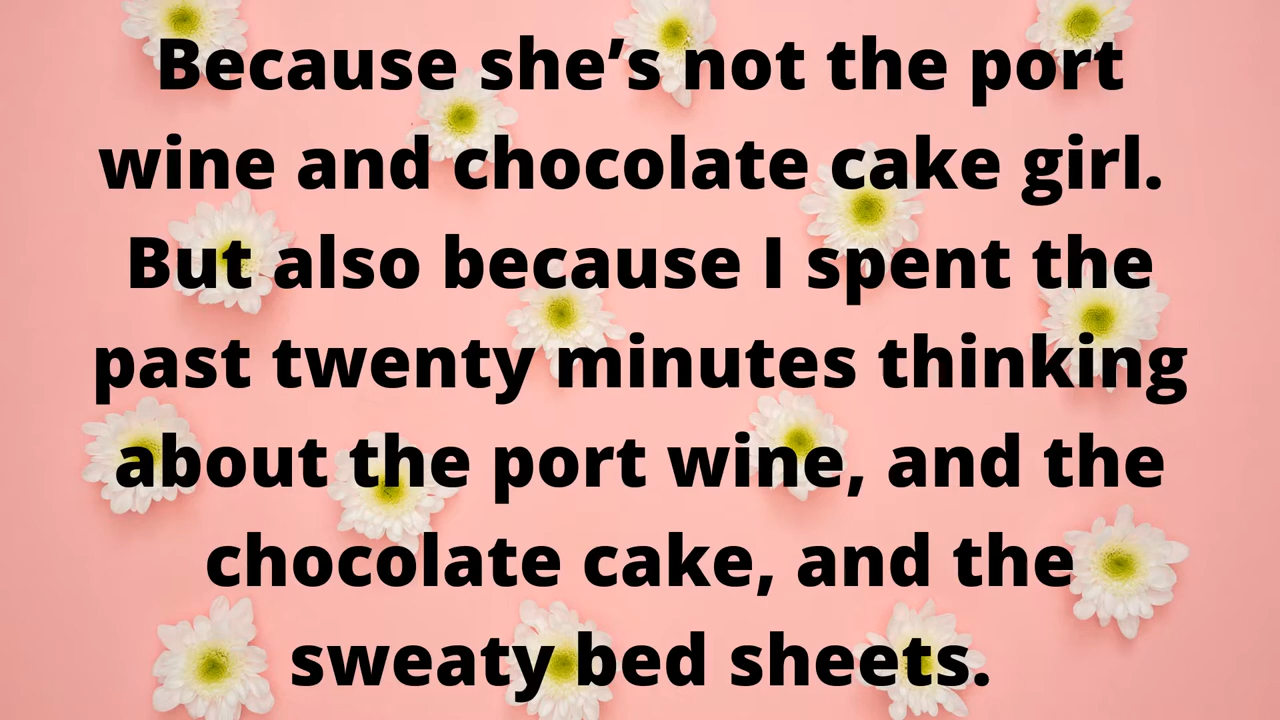 Because she’s not the port
wine and chocolate cake girl.
But also because I spent the
past twenty minutes thinking
about the port wine, and the
chocolate cake, and the
sweaty bed sheets.